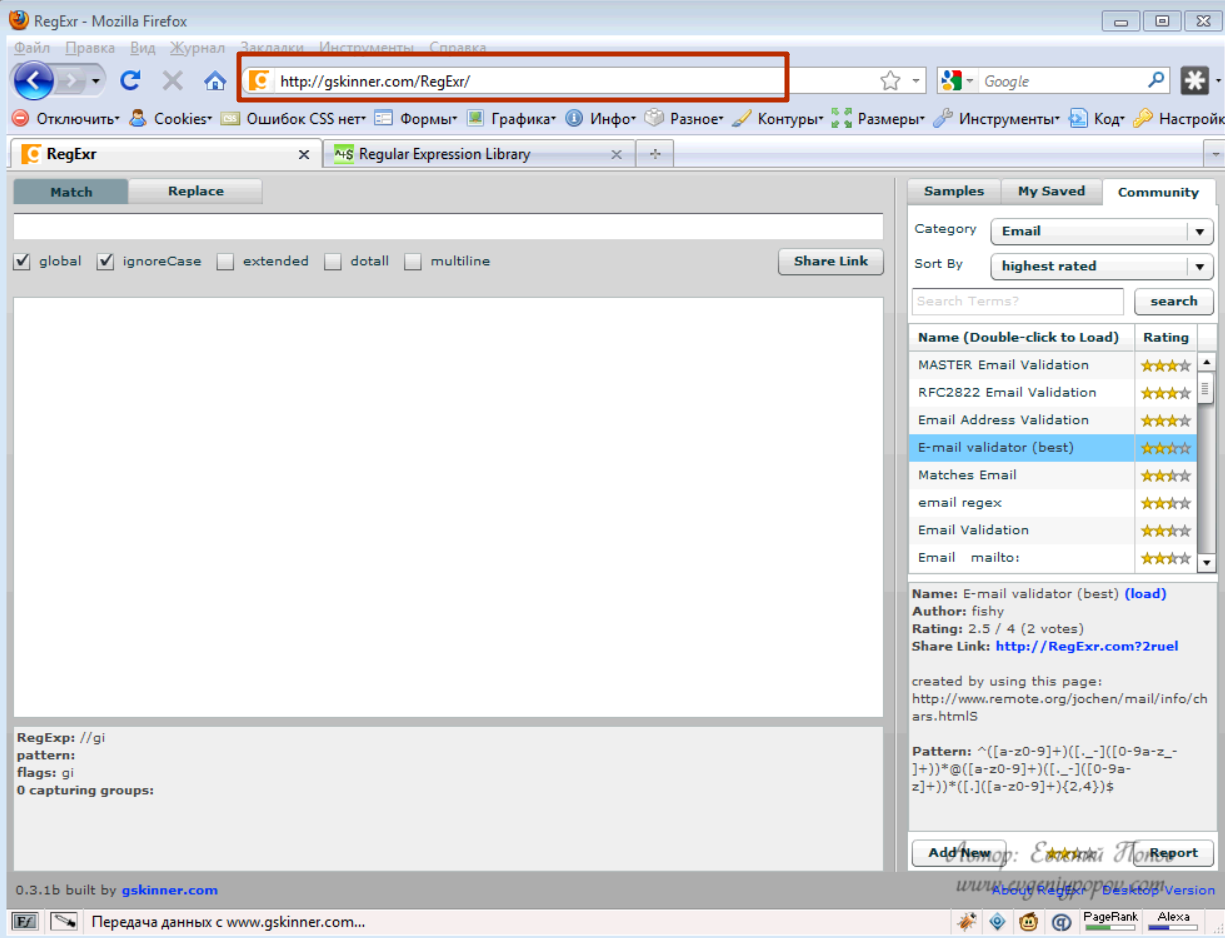 RegExr - Mozilla Firefox
Файл Правка Вид Журнал Закладки Инструменты Справка
http://gskinner.com/RegExr/
Google
Отключить Cookies Ошибок CSS нет Формы Графика Инфо Разное Контуры Размеры Инструменты Код Настройк
RegExr
^+$ Regular Expression Library
Match Replace
global ignoreCase extended dotall multiline
Share Link
Samples My Saved Community
Category Email
Sort By highest rated
Search Terms? search
Name (Double-click to Load) Rating
MASTER Email Validation
RFC2822 Email Validation
Email Address Validation
E-mail validator (best)
Matches Email
email regex
Email Validation
Email mailto:
Name: E-mail validator (best) (load)
Author: fishy
Rating: 2.5 / 4 (2 votes)
Share Link: http://RegExr.com?2ruel
created by using this page:
http://www.remote.org/jochen/mail/info/ch
ars.htmlS
Pattern: ^([a-z0-9]+)([._-]([0-9a-z_-
]+))*@([a-z0-9]+)([._-]([0-9a-
z]+))*([.]([a-z0-9]+){2,4})$
RegExp: //gi
pattern:
flags: gi
0 capturing groups:
Add New Report
Автор: Евгений Попов
www.evgeniypopov.com
0.3.1b built by gskinner.com
About RegExr Desktop Version
Передача данных с www.gskinner.com...
PageRank Alexa